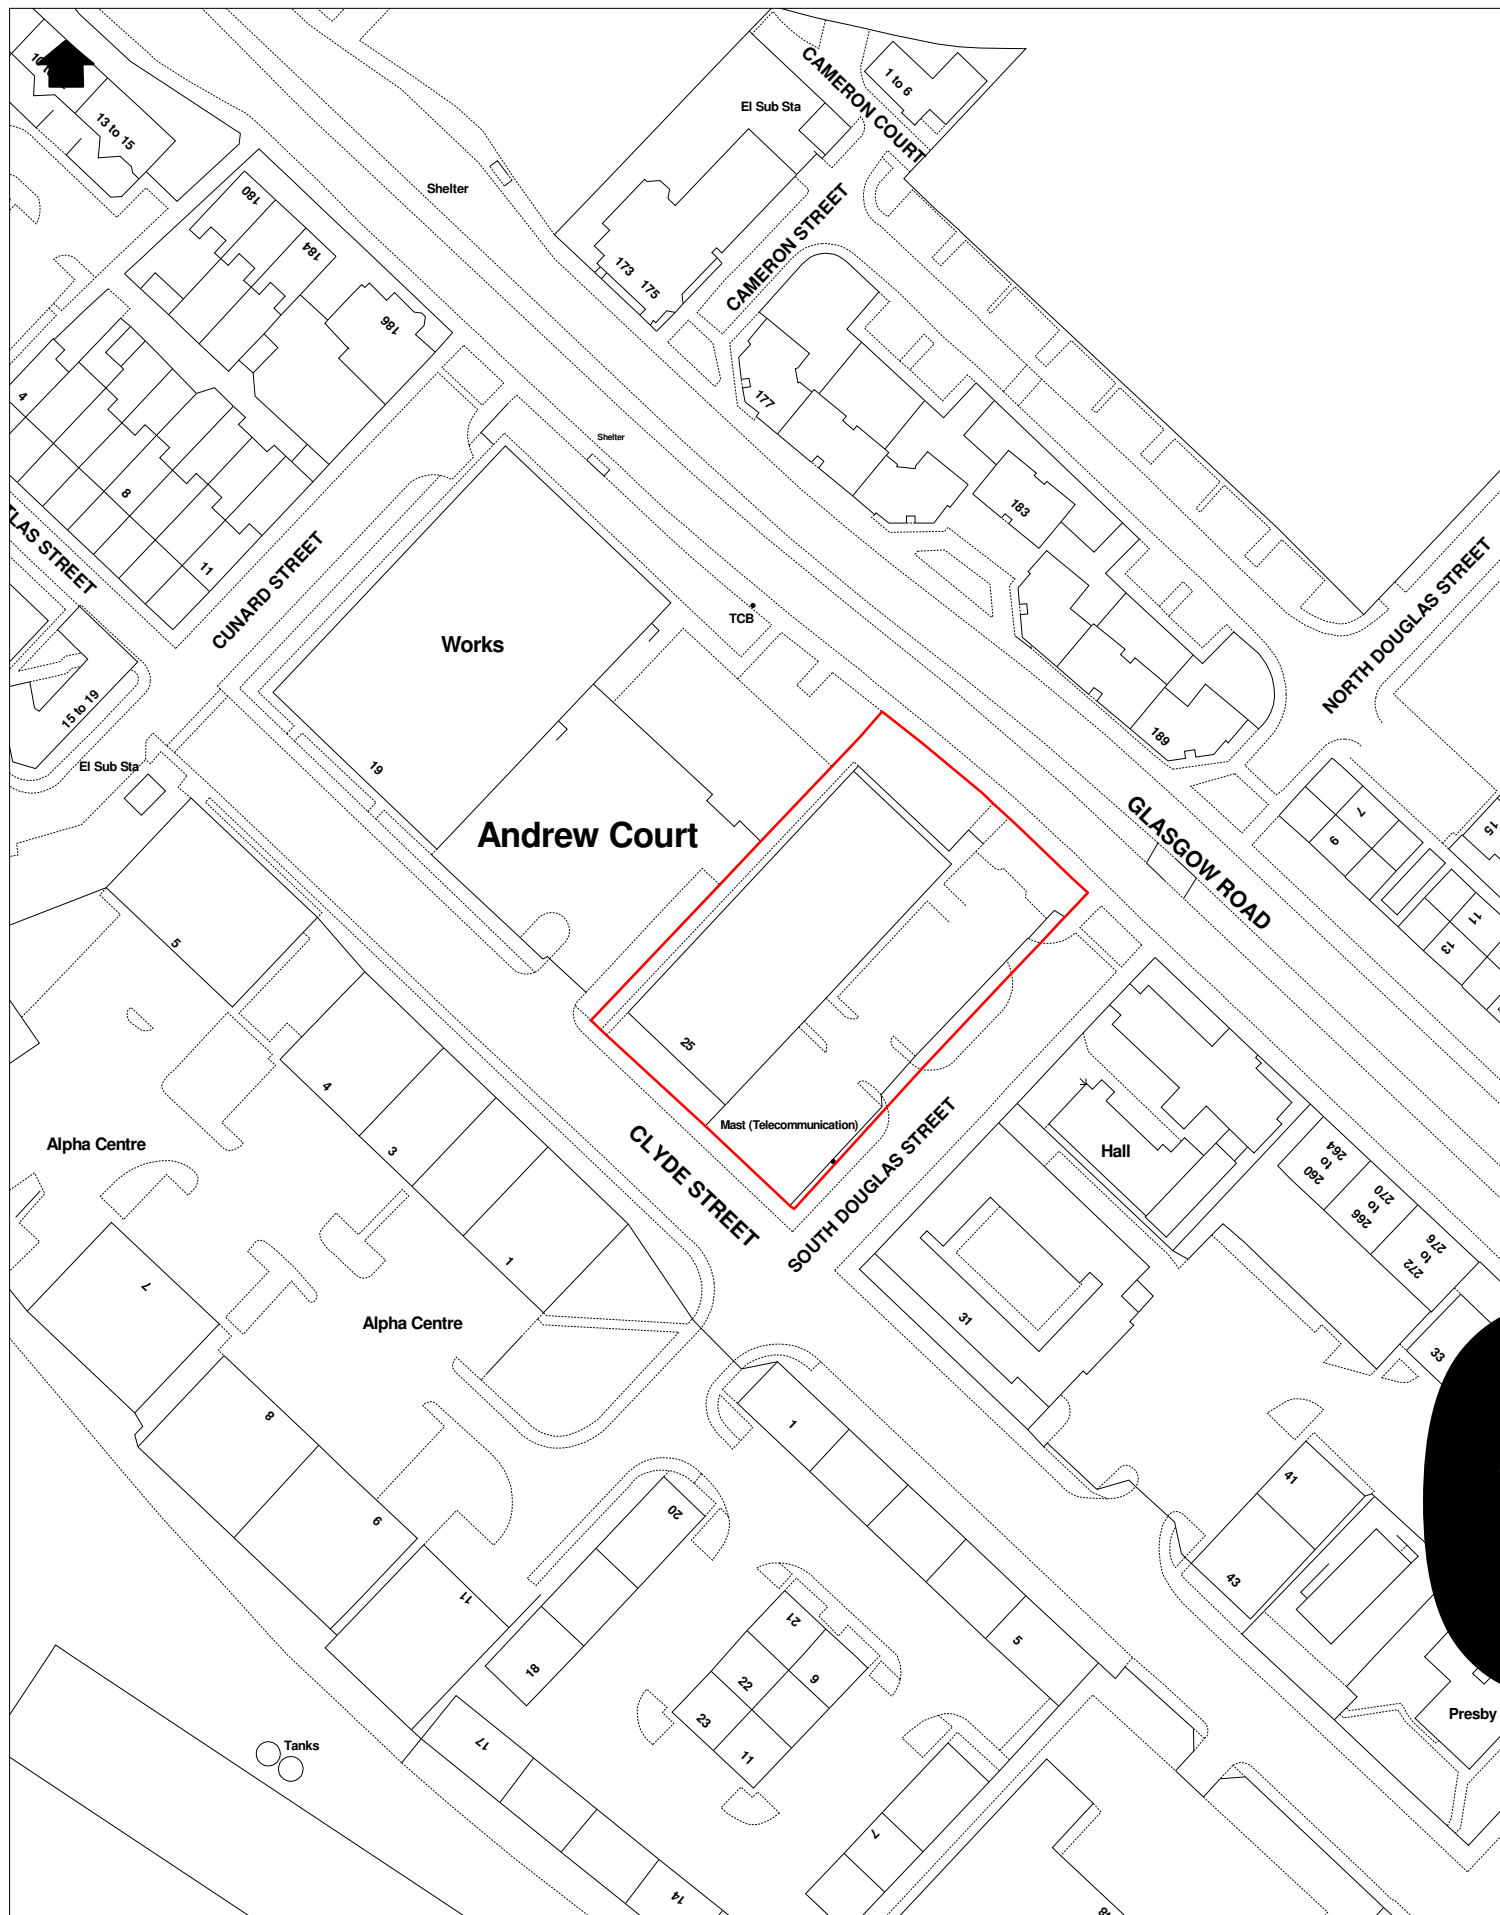 CAMERON COURT
1 to 6
El Sub Sta
13 to 15
Shelter
180
184
CAMERON STREET
173
175
186
177
4
Shelter
8
183
11
CUNARD STREET
TCB
Works
NORTH DOUGLAS STREET
15 to 19
189
El Sub Sta
19
Andrew Court
GLASGOW ROAD
7
9
15
11
13
5
25
4
Mast (Telecommunication)
Alpha Centre
3
CLYDE STREET
SOUTH DOUGLAS STREET
Hall
260 to 264
266 to 270
272 to 276
1
7
Alpha Centre
31
33
8
1
41
20
9
43
11
21
5
18
22
9
23
11
Presby
17
Tanks
7
14